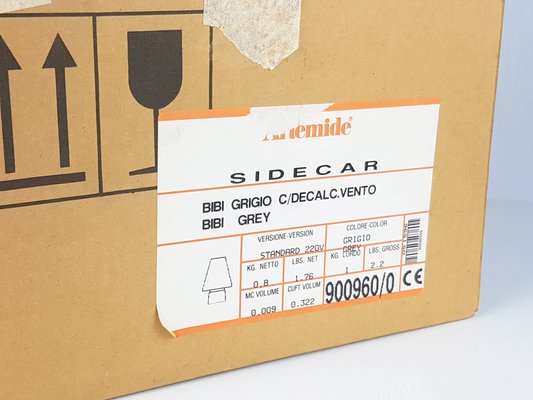 Artemide®
SIDECAR
BIBI GRIGIO C/DECALC.VENTO
BIBI GREY
VERSIONE-VERSION
STANDARD 220V
COLORE-COLOR
GRIGIO
GREY
KG. NETTO
0.8
LBS. NET
1.76
KG. LORDO
1
LBS. GROSS
2.2
MC VOLUME
0.009
CUFT VOLUM
0.322
900960/0
CE